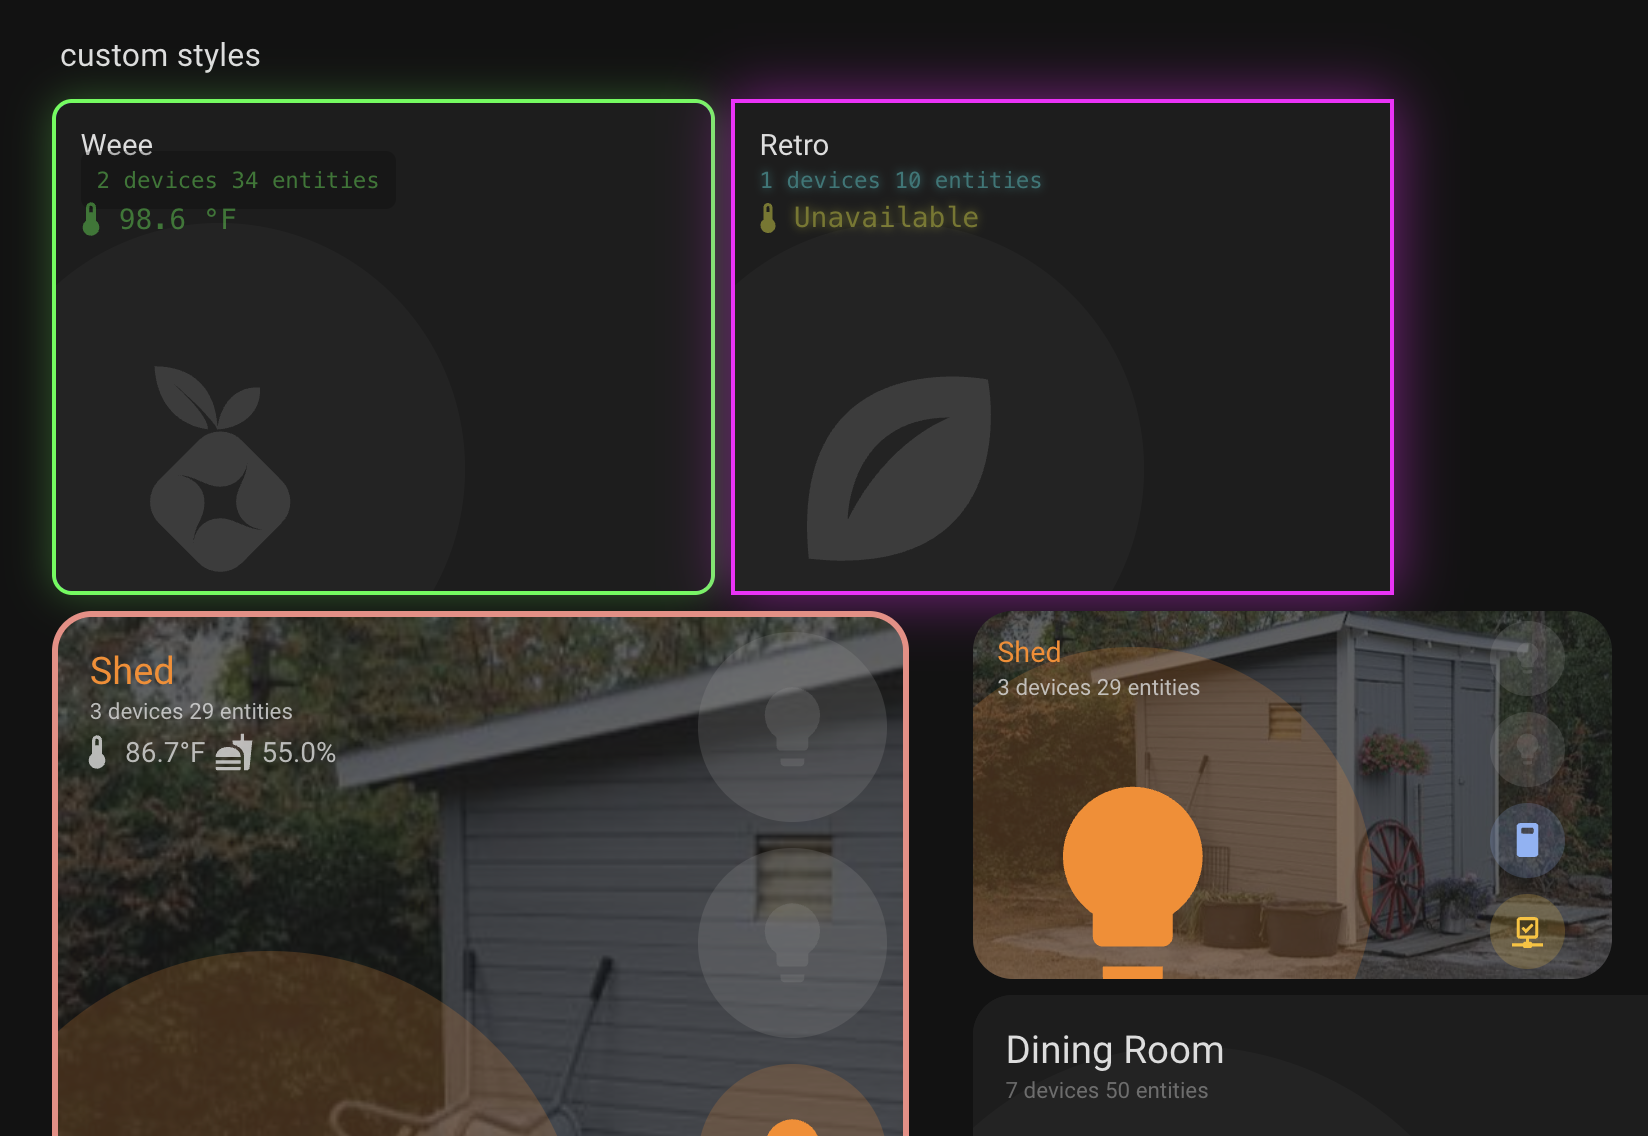 custom styles
Weee
2 devices 34 entities
98.6 °F
Retro
1 devices 10 entities
Unavailable
Shed
3 devices 29 entities
86.7°F 55.0%
Shed
3 devices 29 entities
Dining Room
7 devices 50 entities